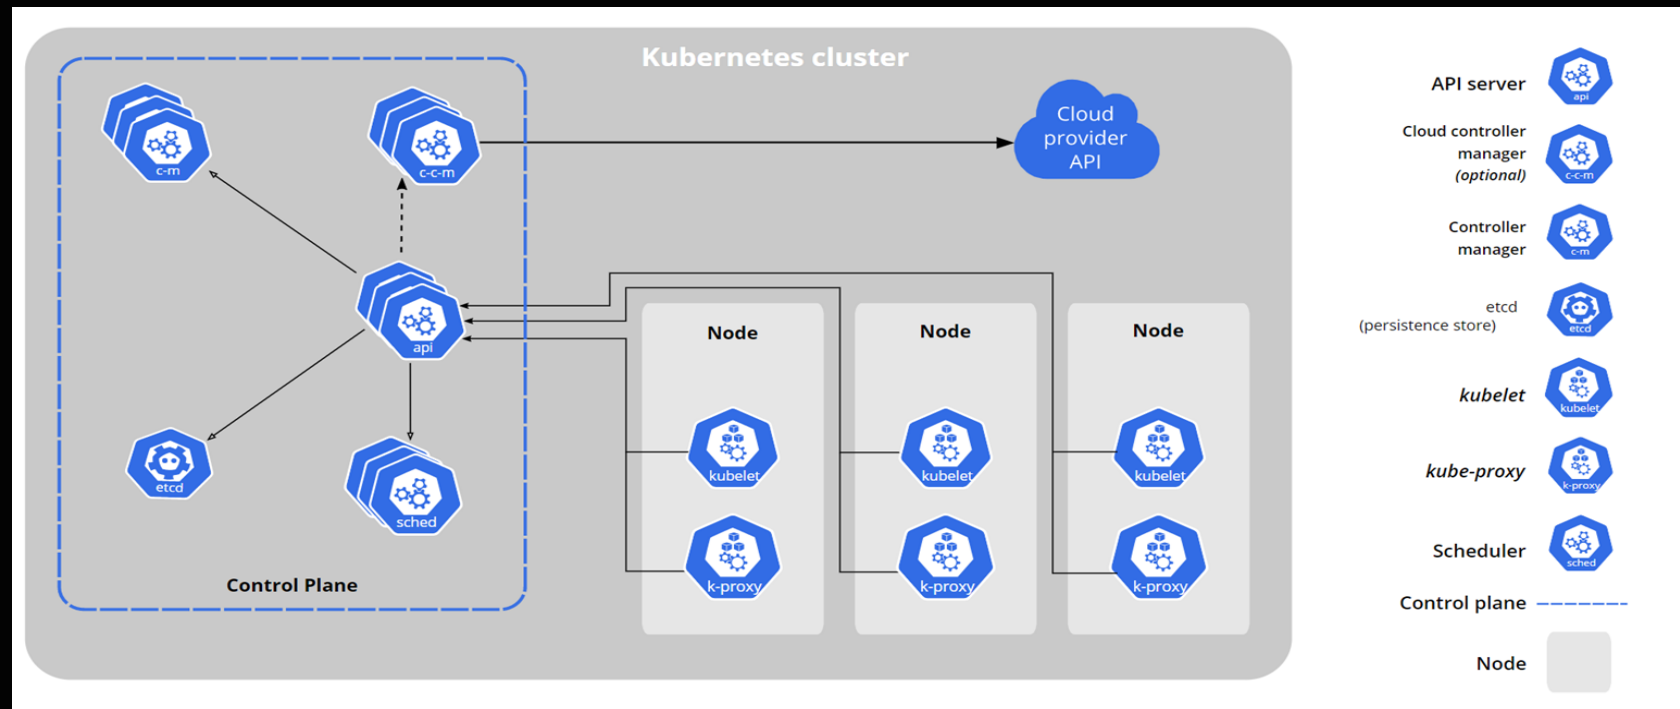 Kubernetes cluster
c-m
c-c-m
Cloud
provider
API
api
etcd
sched
Control Plane
Node
kubelet
k-proxy
Node
kubelet
k-proxy
Node
kubelet
k-proxy
API server
api
Cloud controller
manager
(optional)
c-c-m
Controller
manager
c-m
etcd
(persistence store)
etcd
kubelet
kubelet
kube-proxy
k-proxy
Scheduler
sched
Control plane
Node